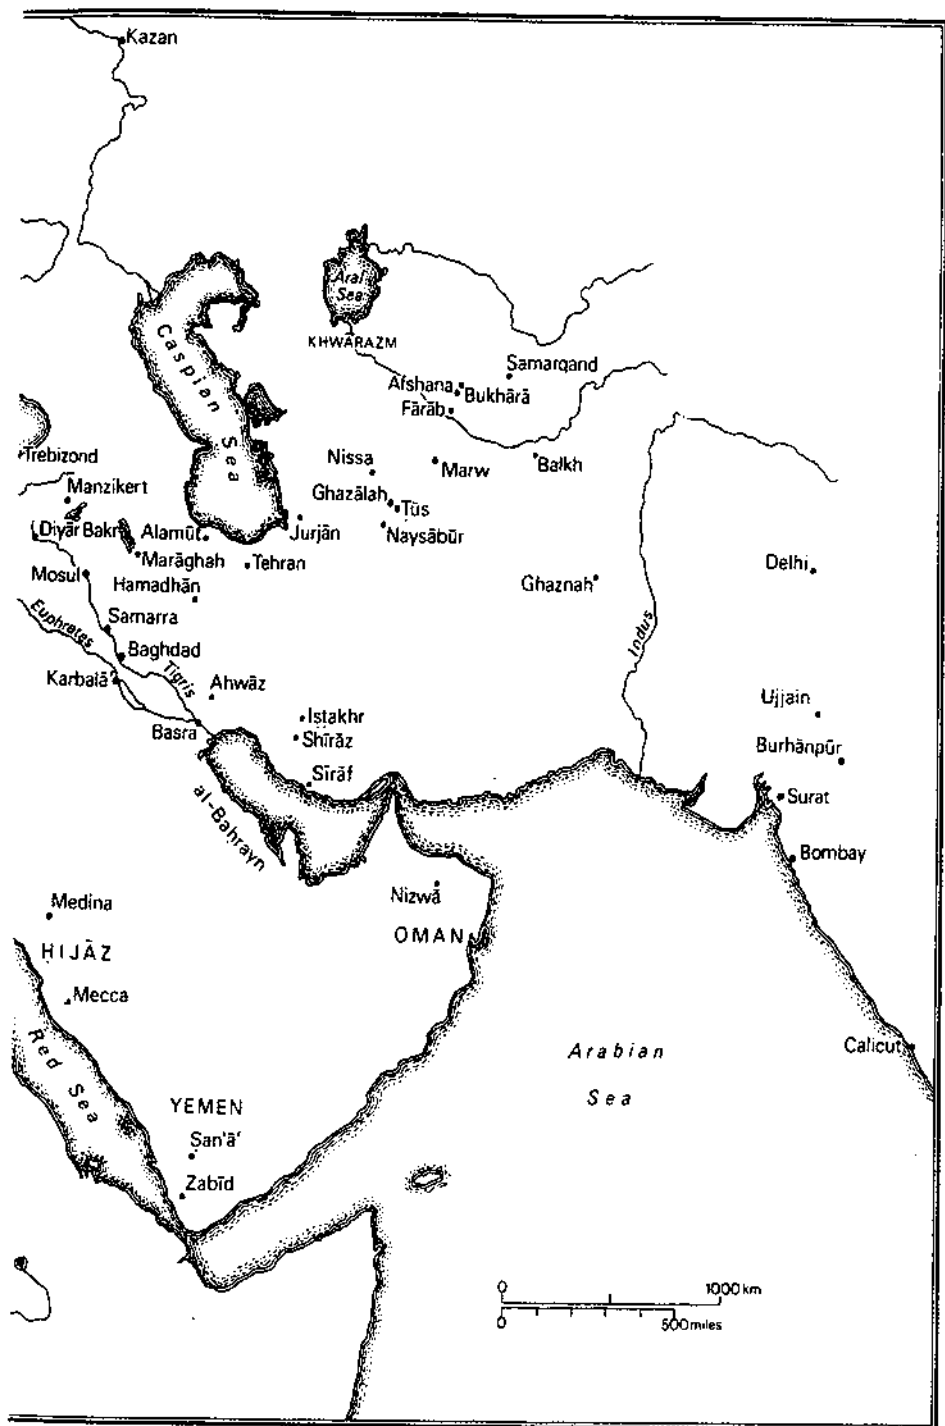 Kazan
Aral
Sea
KHWĀRAZM
Caspian Sea
Samarqand
Afshana
Bukhārā
Fārāb
Trebizond
Nissa
Marw
Balkh
Manzikert
Ghazālah
Tūs
Diyār Bakr
Alamūt
Jurjān
Naysābūr
Marāghah
Tehran
Delhi
Mosul
Hamadhān
Ghaznah
Euphrates
Samarra
Indus
Baghdad
Tigris
Karbalā'
Ahwāz
Ujjain
Basra
Istakhr
Shīrāz
Burhānpūr
Sīrāf
Surat
al-Bahrayn
Bombay
Nizwā
Medina
OMAN
HIJĀZ
Mecca
Red Sea
Arabian
Sea
Calicut
YEMEN
Ṣan'ā'
Zabīd
0 1000 km
0 500 miles